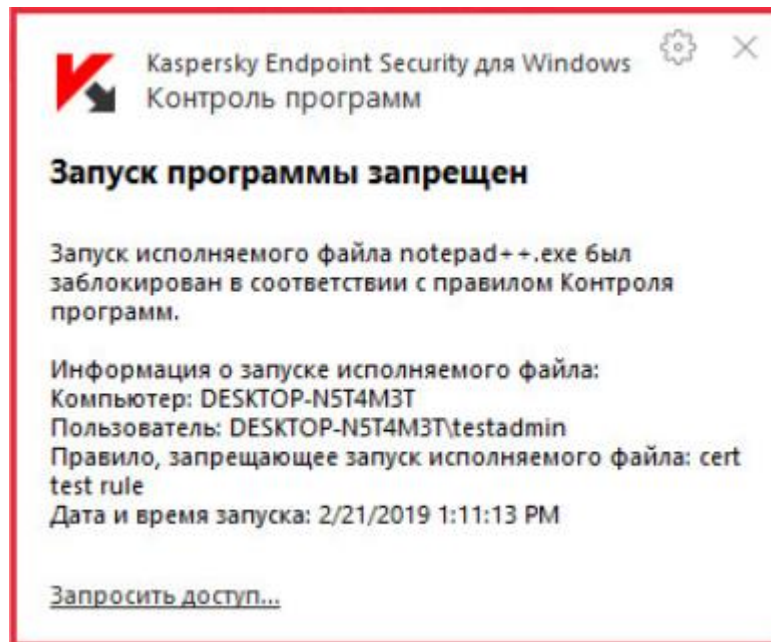 Kaspersky Endpoint Security для Windows
Контроль программ
Запуск программы запрещен
Запуск исполняемого файла notepad++.exe был
заблокирован в соответствии с правилом Контроля
программ.
Информация о запуске исполняемого файла:
Компьютер: DESKTOP-N5T4M3T
Пользователь: DESKTOP-N5T4M3T\testadmin
Правило, запрещающее запуск исполняемого файла: cert
test rule
Дата и время запуска: 2/21/2019 1:11:13 PM
Запросить доступ...